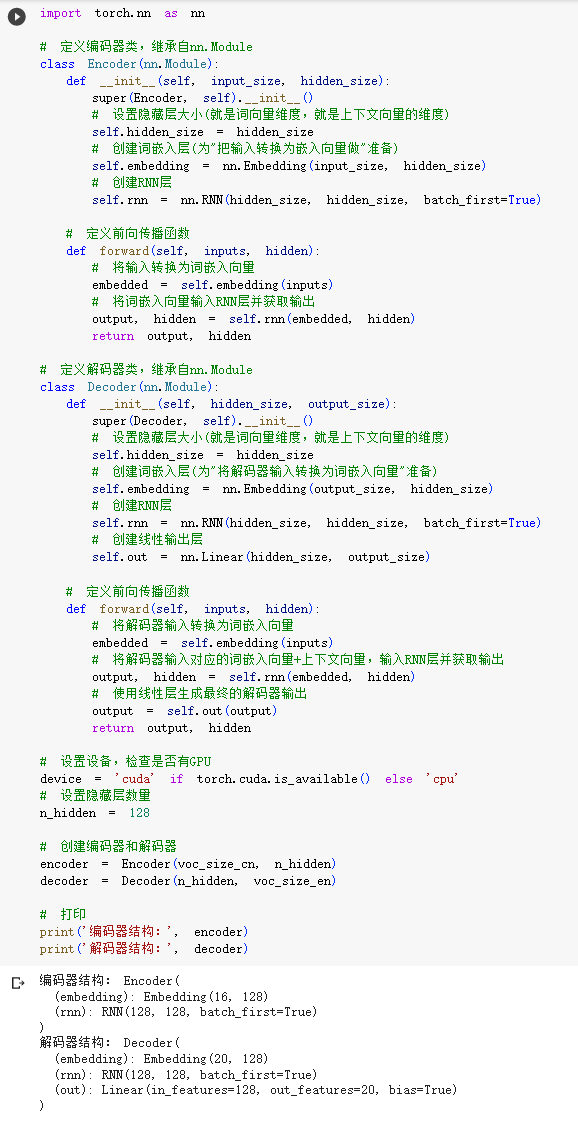 import torch.nn as nn
# 定义编码器类，继承自nn.Module
class Encoder(nn.Module):
def __init__(self, input_size, hidden_size):
super(Encoder, self).__init__()
# 设置隐藏层大小(就是词向量维度，就是上下文向量的维度)
self.hidden_size = hidden_size
# 创建词嵌入层(为"把输入转换为嵌入向量做"准备)
self.embedding = nn.Embedding(input_size, hidden_size)
# 创建RNN层
self.rnn = nn.RNN(hidden_size, hidden_size, batch_first=True)
# 定义前向传播函数
def forward(self, inputs, hidden):
# 将输入转换为词嵌入向量
embedded = self.embedding(inputs)
# 将词嵌入向量输入RNN层并获取输出
output, hidden = self.rnn(embedded, hidden)
return output, hidden
# 定义解码器类，继承自nn.Module
class Decoder(nn.Module):
def __init__(self, hidden_size, output_size):
super(Decoder, self).__init__()
# 设置隐藏层大小(就是词向量维度，就是上下文向量的维度)
self.hidden_size = hidden_size
# 创建词嵌入层(为"将解码器输入转换为词嵌入向量"准备)
self.embedding = nn.Embedding(output_size, hidden_size)
# 创建RNN层
self.rnn = nn.RNN(hidden_size, hidden_size, batch_first=True)
# 创建线性输出层
self.out = nn.Linear(hidden_size, output_size)
# 定义前向传播函数
def forward(self, inputs, hidden):
# 将解码器输入转换为词嵌入向量
embedded = self.embedding(inputs)
# 将解码器输入对应的词嵌入向量+上下文向量，输入RNN层并获取输出
output, hidden = self.rnn(embedded, hidden)
# 使用线性层生成最终的解码器输出
output = self.out(output)
return output, hidden
# 设置设备，检查是否有GPU
device = 'cuda' if torch.cuda.is_available() else 'cpu'
# 设置隐藏层数量
n_hidden = 128
# 创建编码器和解码器
encoder = Encoder(voc_size_cn, n_hidden)
decoder = Decoder(n_hidden, voc_size_en)
# 打印
print('编码器结构：', encoder)
print('解码器结构：', decoder)
编码器结构： Encoder(
(embedding): Embedding(16, 128)
(rnn): RNN(128, 128, batch_first=True)
)
解码器结构： Decoder(
(embedding): Embedding(20, 128)
(rnn): RNN(128, 128, batch_first=True)
(out): Linear(in_features=128, out_features=20, bias=True)
)